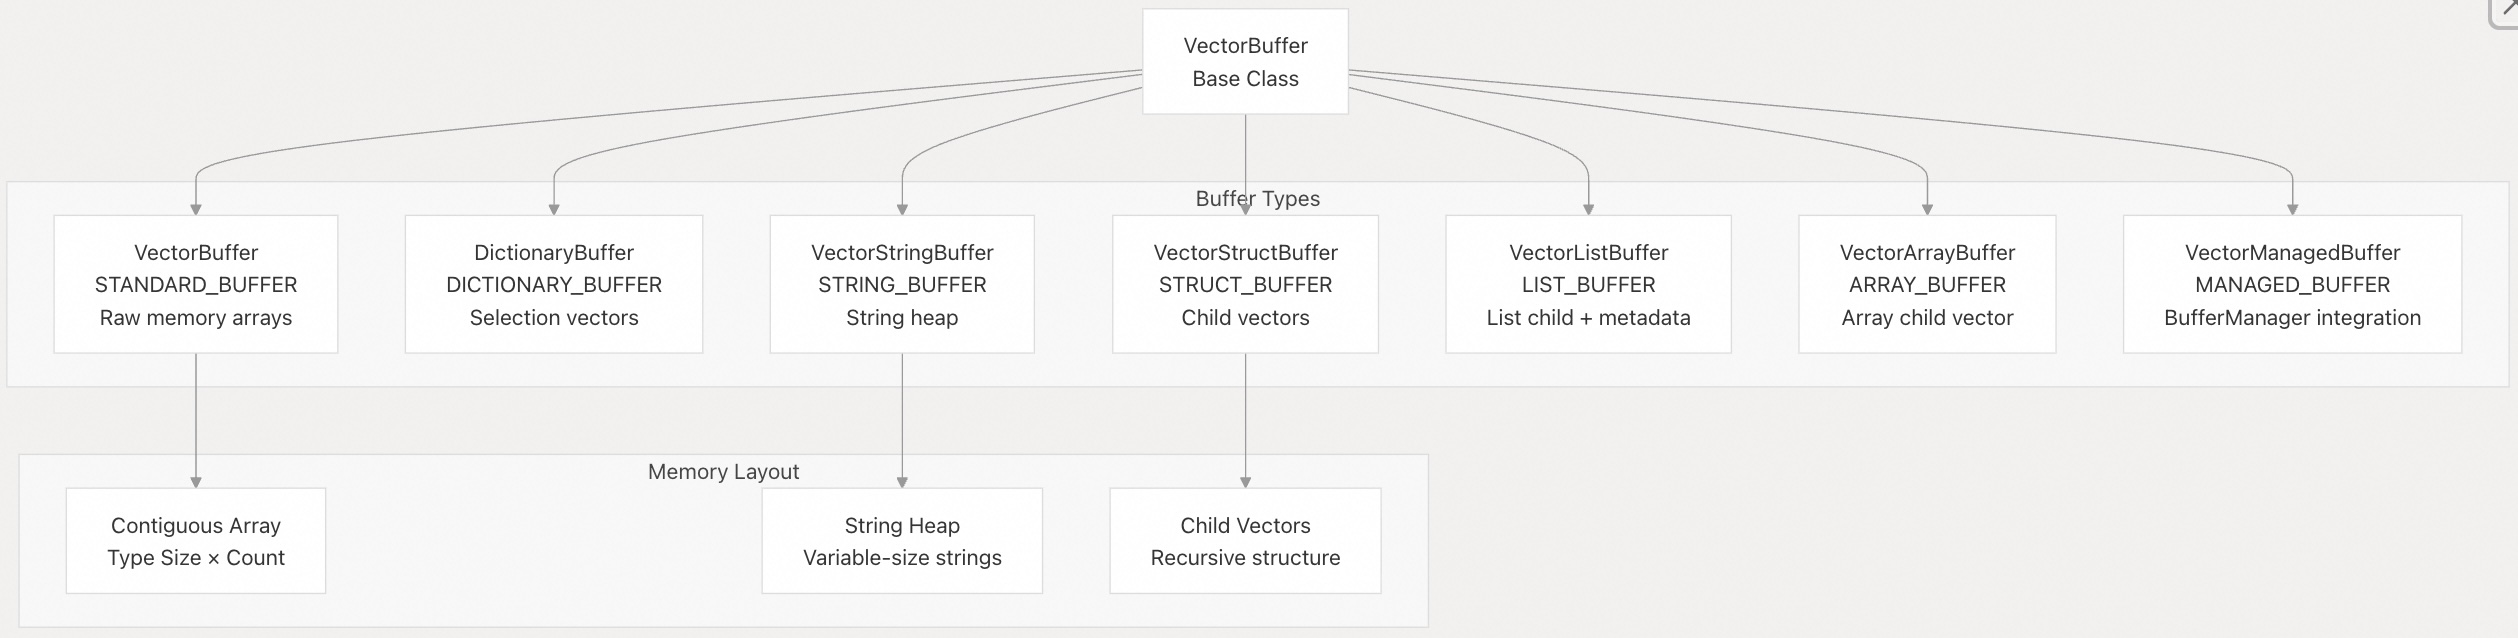 VectorBuffer
Base Class
Buffer Types
VectorBuffer
STANDARD_BUFFER
Raw memory arrays
DictionaryBuffer
DICTIONARY_BUFFER
Selection vectors
VectorStringBuffer
STRING_BUFFER
String heap
VectorStructBuffer
STRUCT_BUFFER
Child vectors
VectorListBuffer
LIST_BUFFER
List child + metadata
VectorArrayBuffer
ARRAY_BUFFER
Array child vector
VectorManagedBuffer
MANAGED_BUFFER
BufferManager integration
Memory Layout
Contiguous Array
Type Size × Count
String Heap
Variable-size strings
Child Vectors
Recursive structure